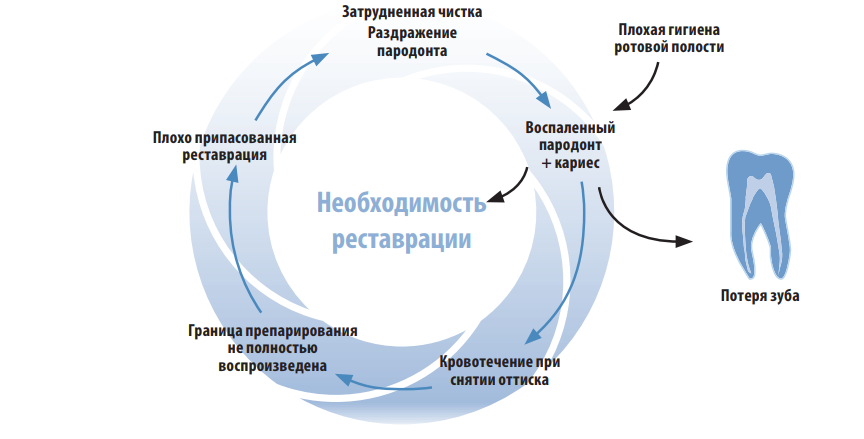 Затрудненная чистка
Раздражение
пародонта
Плохая гигиена
ротовой полости
Воспаленный
пародонт
+ кариес
Плохо припасованная
реставрация
Необходимость
реставрации
Потеря зуба
Граница препарирования
не полностью
воспроизведена
Кровотечение при
снятии оттиска